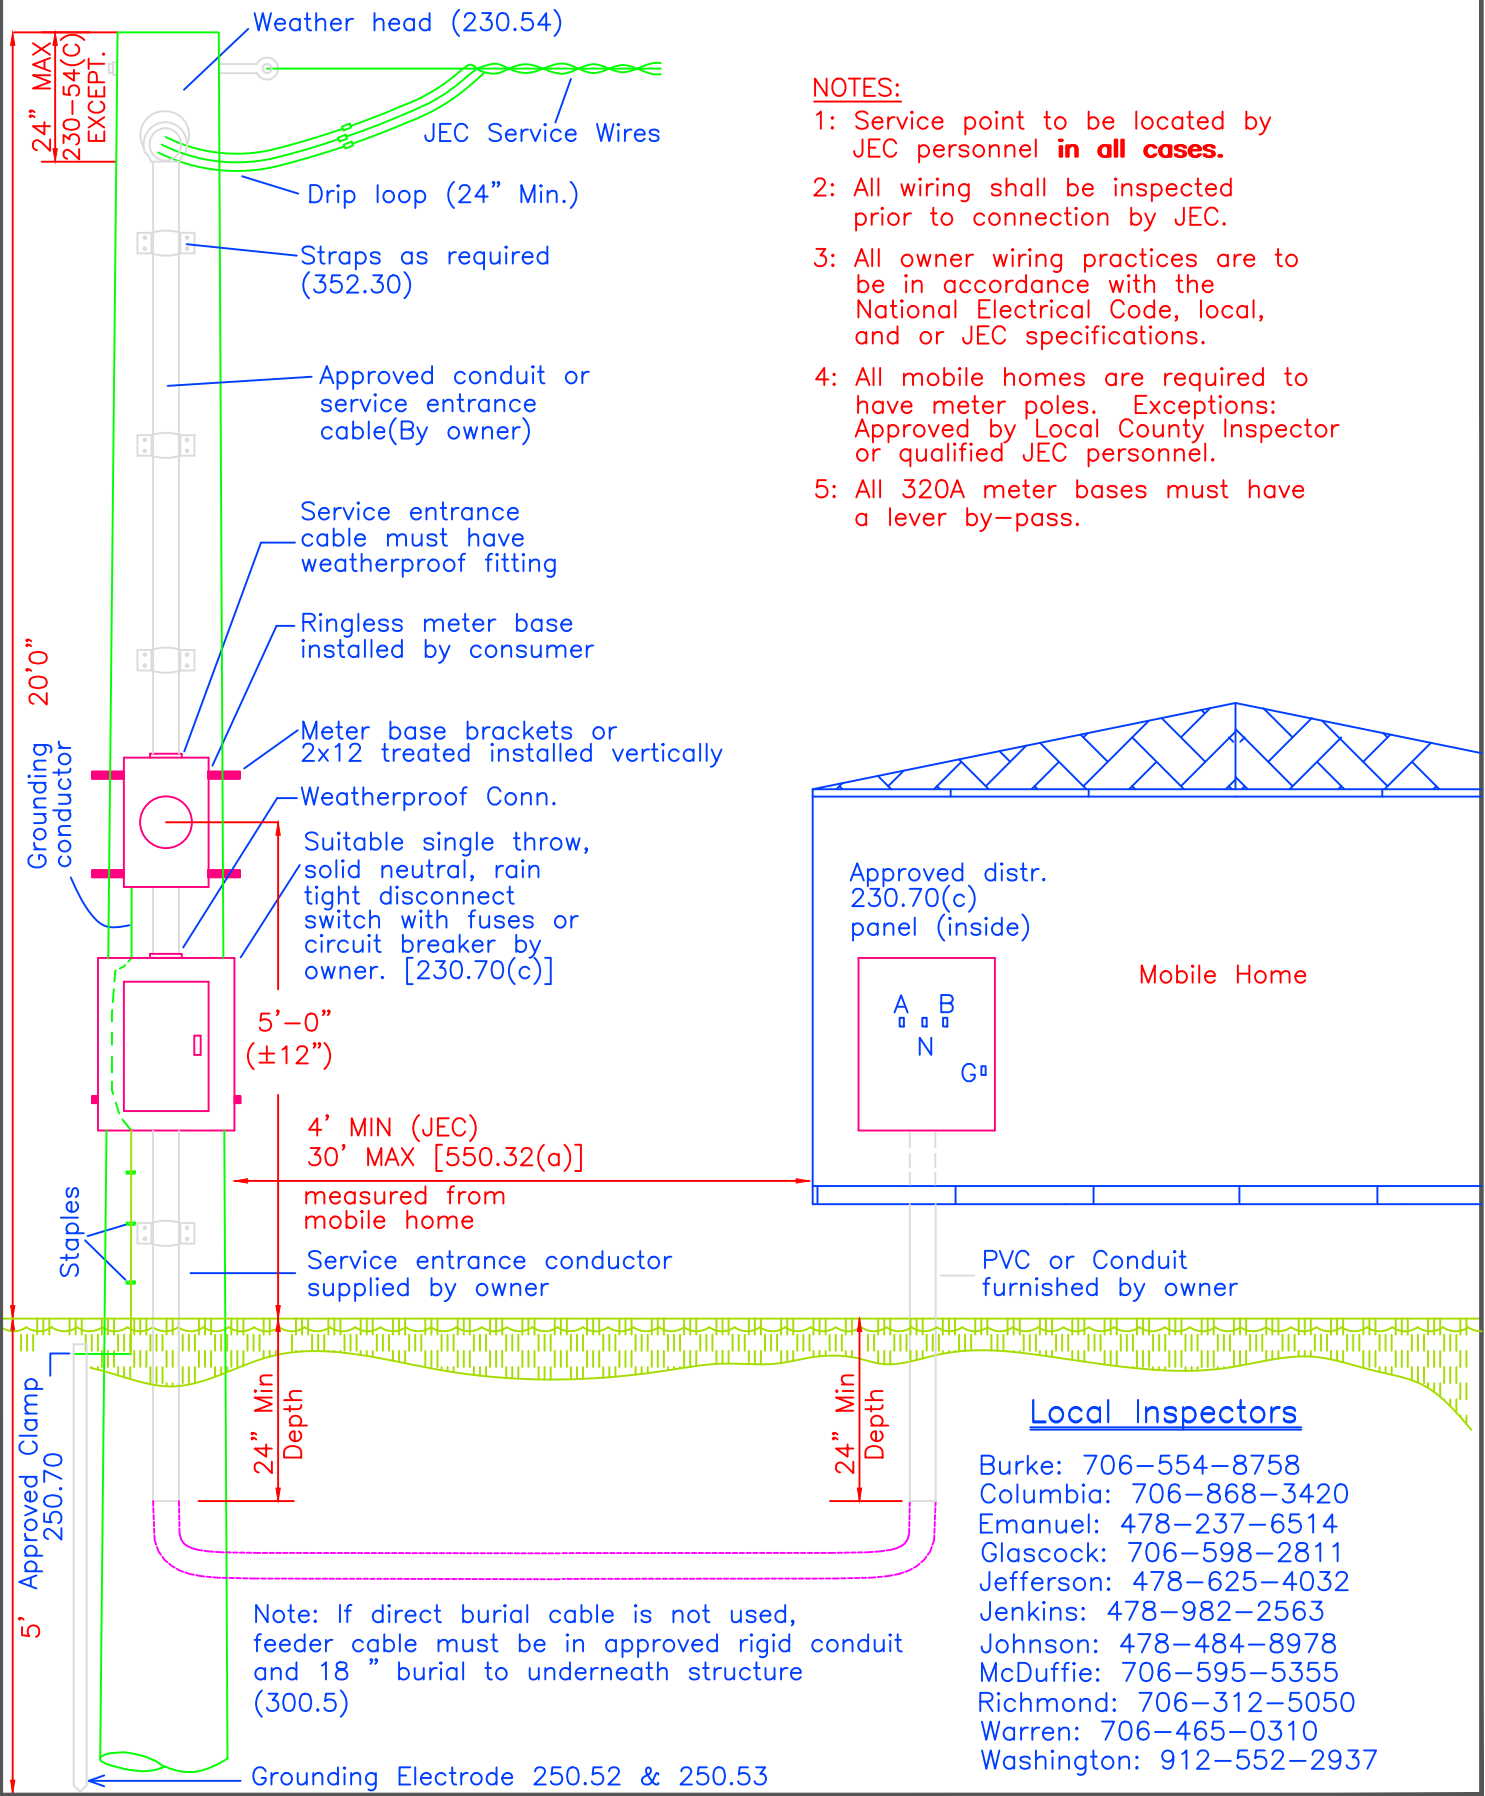 Weather head (230.54)
24” MAX
230-54(C)
EXCEPT.
JEC Service Wires
Drip loop (24” Min.)
Straps as required
(352.30)
Approved conduit or
service entrance
cable(By owner)
Service entrance
cable must have
weatherproof fitting
Ringless meter base
installed by consumer
20'0”
Meter base brackets or
2x12 treated installed vertically
Grounding
conductor
Weatherproof Conn.
Suitable single throw,
solid neutral, rain
tight disconnect
switch with fuses or
circuit breaker by
owner. [230.70(c)]
5'-0”
(±12”)
4' MIN (JEC)
30' MAX [550.32(a)]
measured from
mobile home
Staples
Service entrance conductor
supplied by owner
NOTES:
1: Service point to be located by
JEC personnel in all cases.
2: All wiring shall be inspected
prior to connection by JEC.
3: All owner wiring practices are to
be in accordance with the
National Electrical Code, local,
and or JEC specifications.
4: All mobile homes are required to
have meter poles. Exceptions:
Approved by Local County Inspector
or qualified JEC personnel.
5: All 320A meter bases must have
a lever by-pass.
Approved distr.
230.70(c)
panel (inside)
Mobile Home
A B
N
G
PVC or Conduit
furnished by owner
Approved Clamp
250.70
5'
24” Min
Depth
24” Min
Depth
Note: If direct burial cable is not used,
feeder cable must be in approved rigid conduit
and 18 ” burial to underneath structure
(300.5)
Grounding Electrode 250.52 & 250.53
Local Inspectors
Burke: 706-554-8758
Columbia: 706-868-3420
Emanuel: 478-237-6514
Glascock: 706-598-2811
Jefferson: 478-625-4032
Jenkins: 478-982-2563
Johnson: 478-484-8978
McDuffie: 706-595-5355
Richmond: 706-312-5050
Warren: 706-465-0310
Washington: 912-552-2937